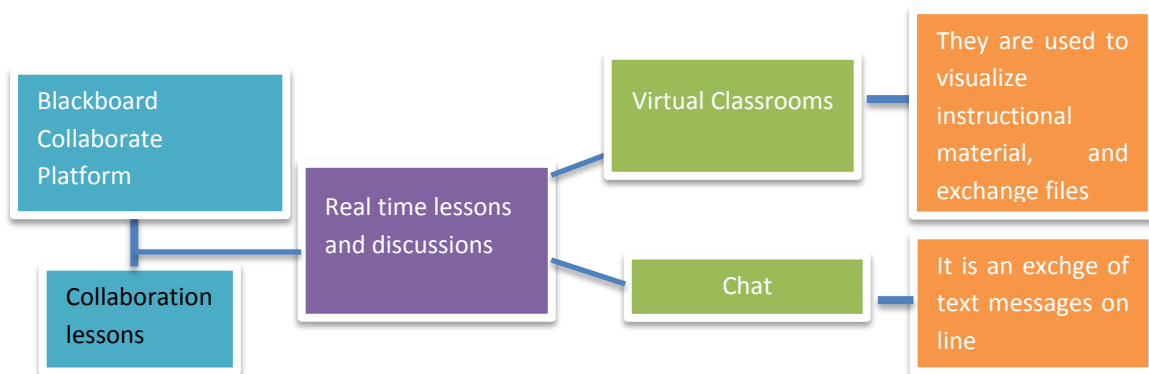 Blackboard
Collaborate
Platform
Collaboration
lessons
Real time lessons
and discussions
Virtual Classrooms
Chat
They are used to
visualize
instructional
material, and
exchange files
It is an exchge of
text messages on
line